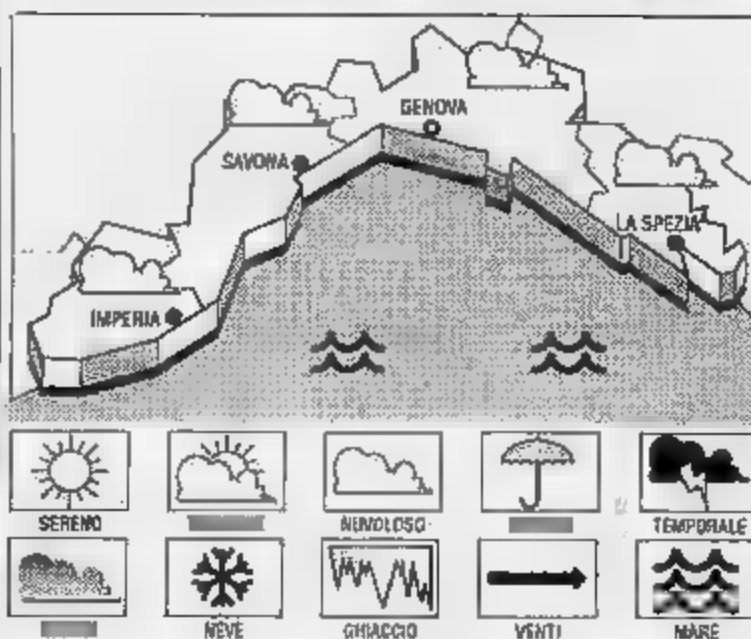 GENOVA
SAVONA
LA SPEZIA
IMPERIA
SERENO
NUVOLOSO
TEMPORALE
NEVE
GHIACCIO
VENTI
MARE